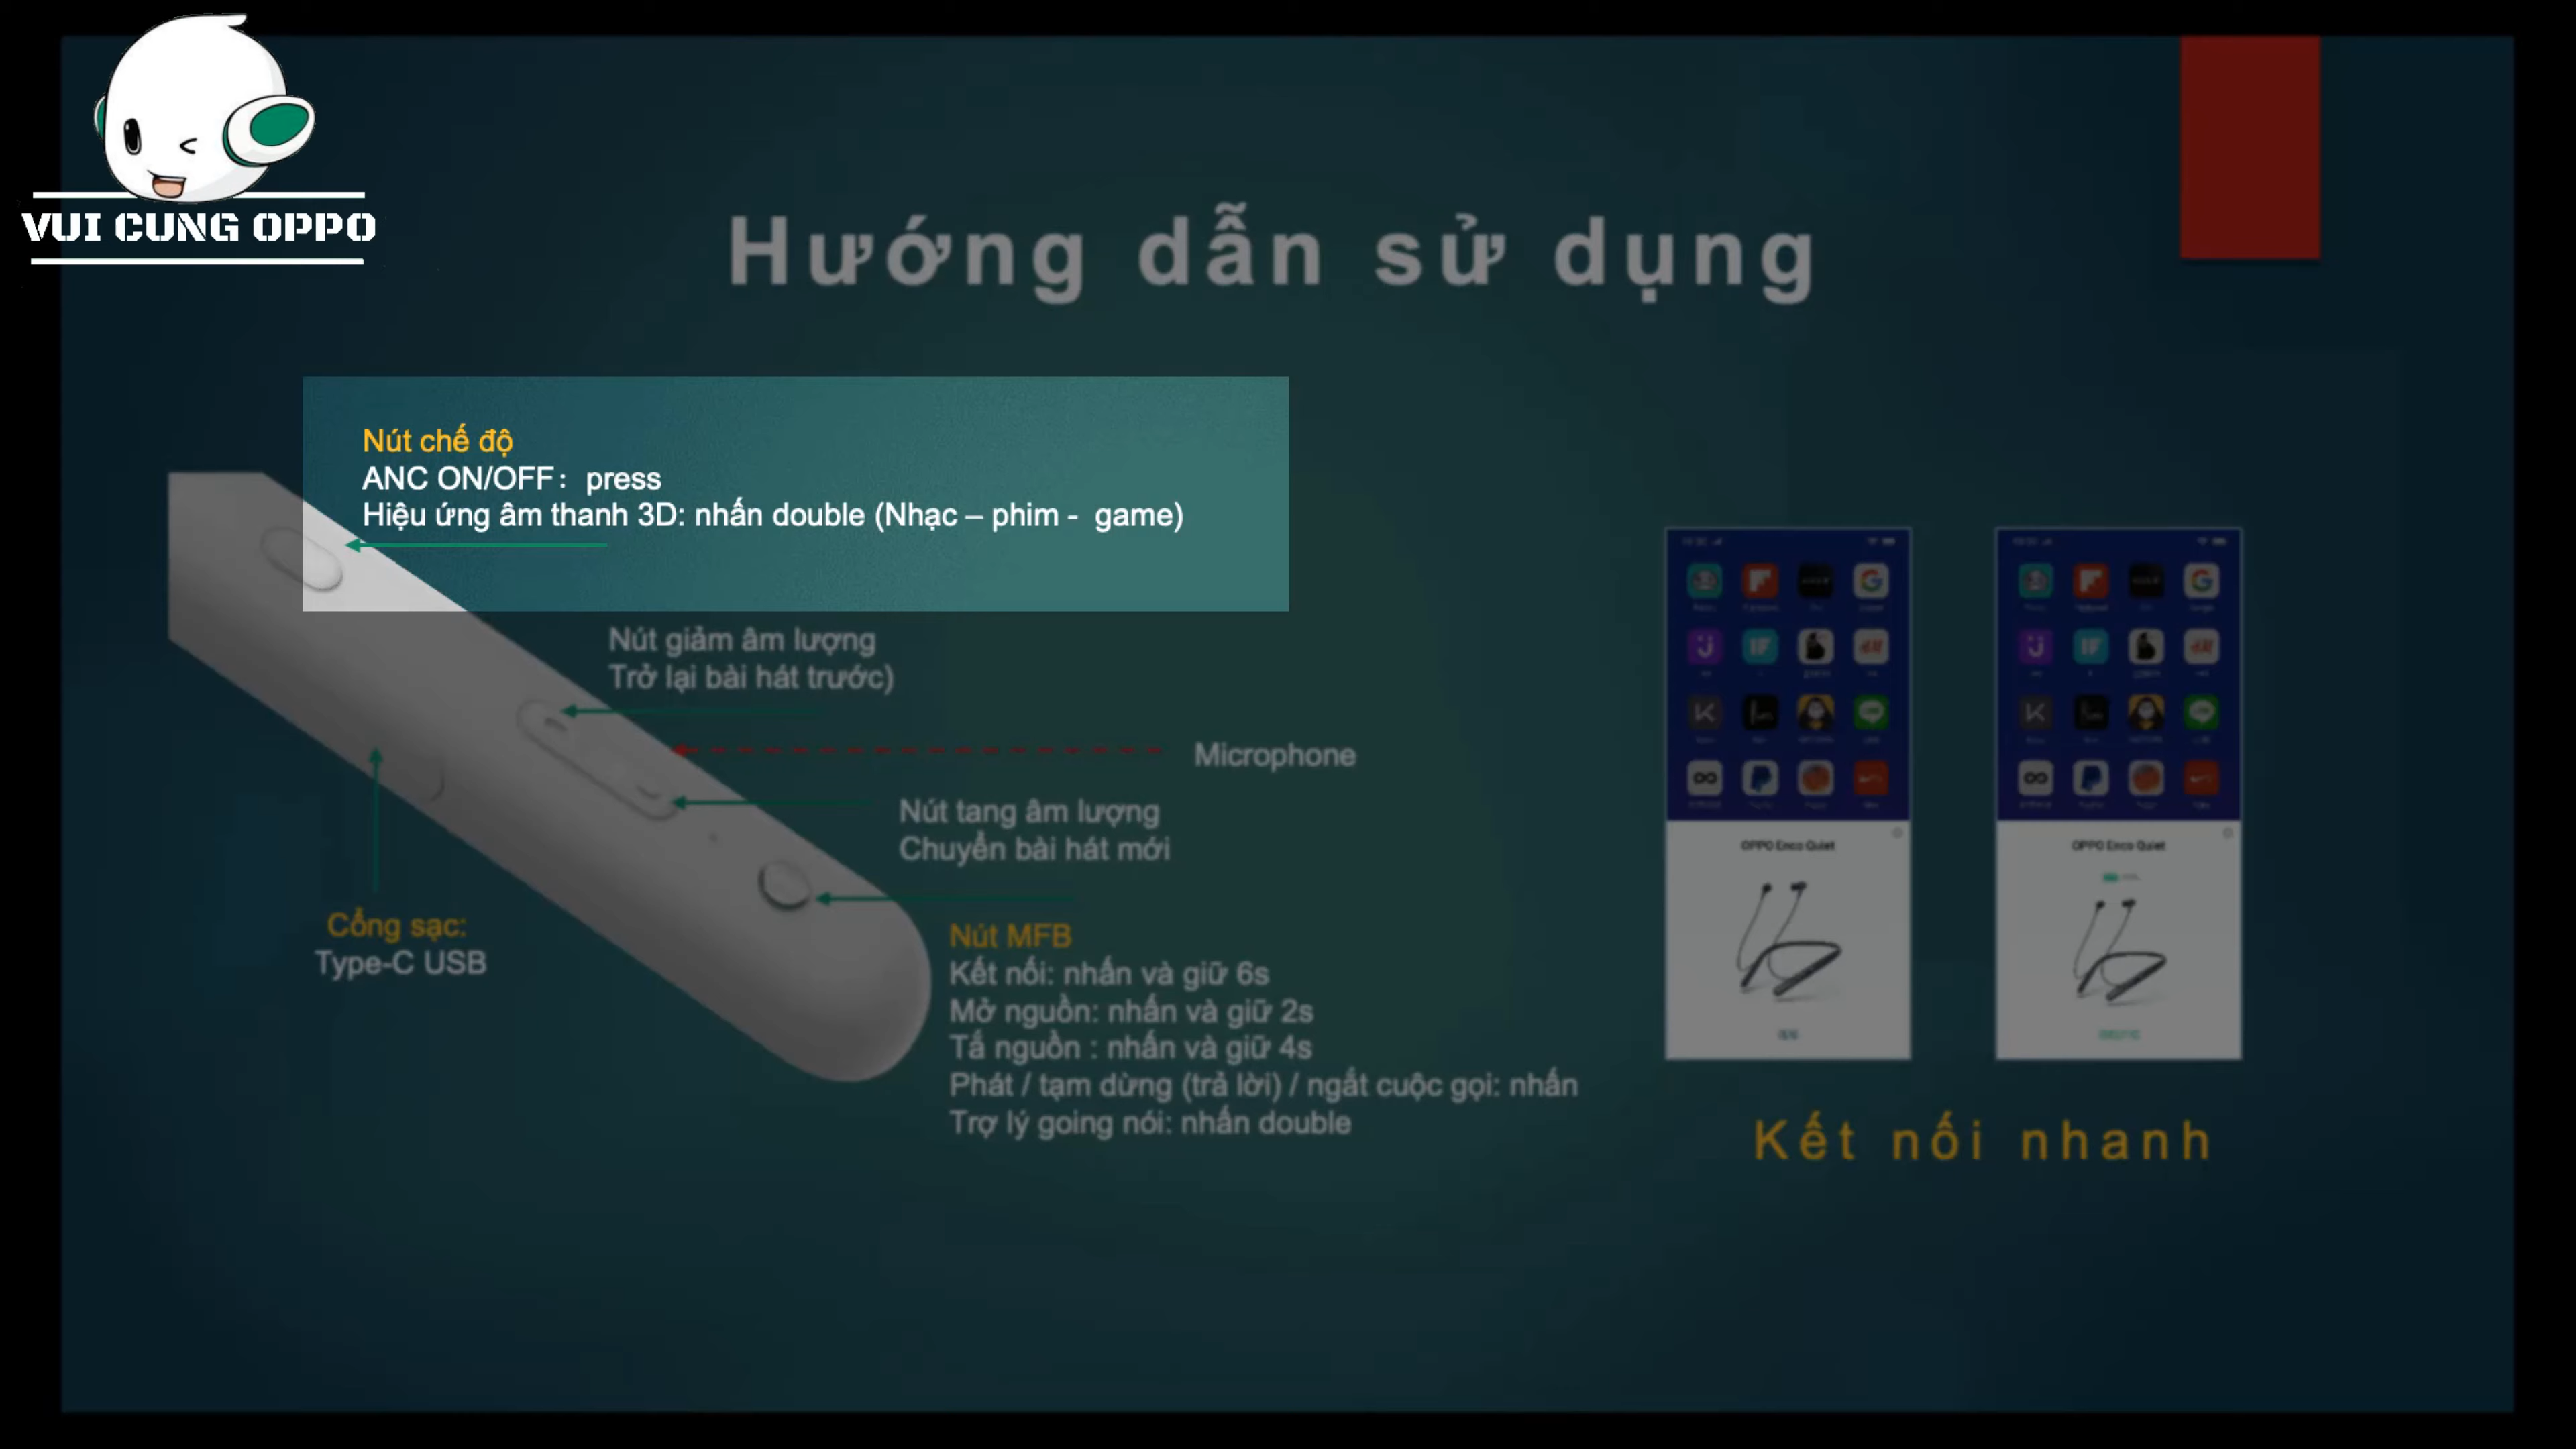 VUI CUNG OPPO
Hướng dẫn sử dụng
Nút chế độ
ANC ON/OFF: press
Hiệu ứng âm thanh 3D: nhấn double (Nhạc – phim - game)
Nút giảm âm lượng
Trở lại bài hát trước)
Microphone
Nút tang âm lượng
Chuyển bài hát mới
Cổng sạc:
Type-C USB
Nút MFB
Kết nối: nhấn và giữ 6s
Mở nguồn: nhấn và giữ 2s
Tắ nguồn : nhấn và giữ 4s
Phát / tạm dừng (trả lời) / ngắt cuộc gọi: nhấn
Trợ lý going nói: nhấn double
OPPO Enco Quiet
OPPO Enco Quiet
Kết nối nhanh